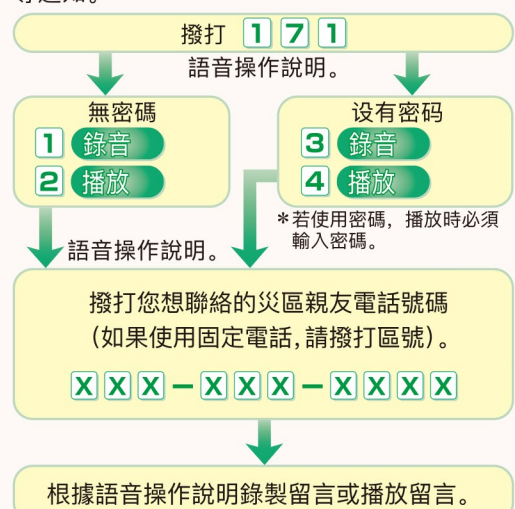 撥打 1 7 1
語音操作說明。
無密碼
1 錄音
2 播放
设有密码
3 錄音
4 播放
*若使用密碼，播放時必須
輸入密碼。
語音操作說明。
撥打您想聯絡的災區親友電話號碼
（如果使用固定電話，請撥打區號）。
X X X － X X X － X X X X
根據語音操作說明錄製留言或播放留言。